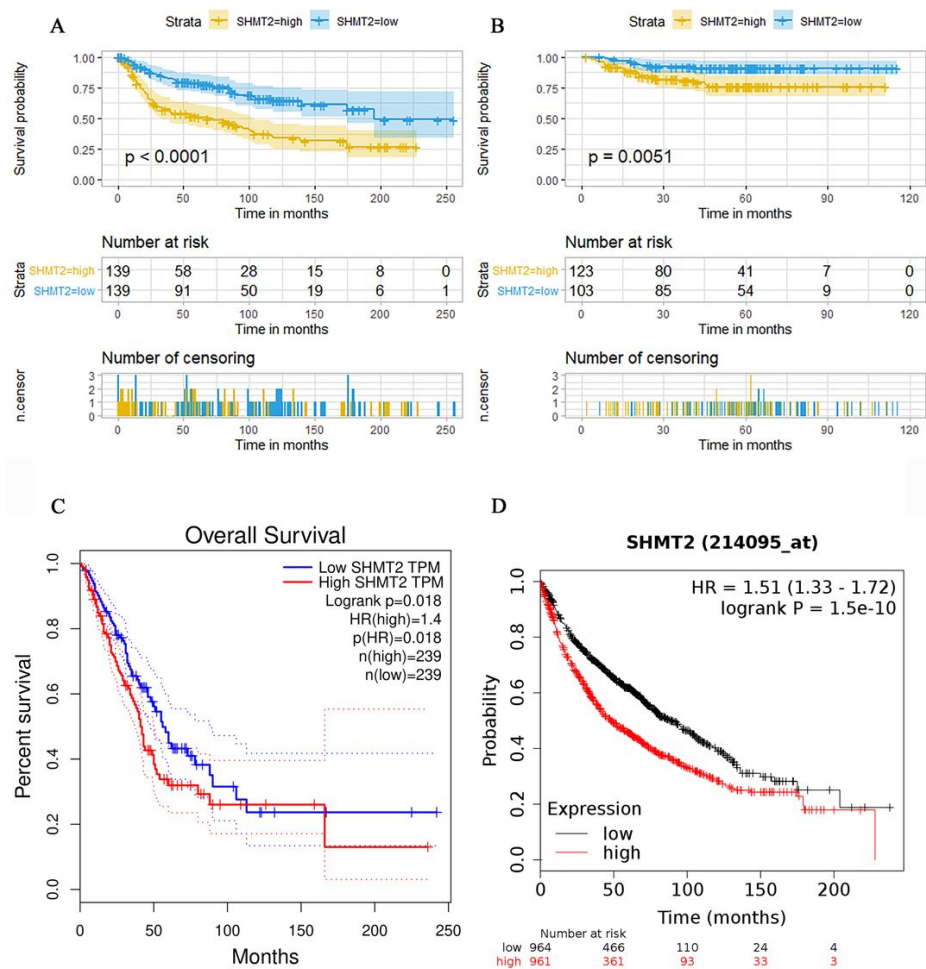 A
Strata SHMT2=high SHMT2=low
Survival probability
1.00
0.75
0.50
0.25
0.00
p < 0.0001
0 50 100 150 200 250
Time in months
Number at risk
Strata
SHMT2=high 139 58 28 15 8 0
SHMT2=low 139 91 50 19 6 1
0 50 100 150 200 250
Time in months
Number of censoring
n.censor
3
2
1
0
0 50 100 150 200 250
Time in months
B
Strata SHMT2=high SHMT2=low
Survival probability
1.00
0.75
0.50
0.25
0.00
p = 0.0051
0 30 60 90 120
Time in months
Number at risk
Strata
SHMT2=high 123 80 41 7 0
SHMT2=low 103 85 54 9 0
0 30 60 90 120
Time in months
Number of censoring
n.censor
3
2
1
0
0 30 60 90 120
Time in months
C
Overall Survival
Percent survival
1.0
0.8
0.6
0.4
0.2
0.0
Low SHMT2 TPM
High SHMT2 TPM
Logrank p=0.018
HR(high)=1.4
p(HR)=0.018
n(high)=239
n(low)=239
0 50 100 150 200 250
Months
D
SHMT2 (214095_at)
Probability
1.0
0.8
0.6
0.4
0.2
0.0
HR = 1.51 (1.33 - 1.72)
logrank P = 1.5e-10
Expression
low
high
0 50 100 150 200
Time (months)
Number at risk
low 964 466 110 24 4
high 961 361 93 33 3